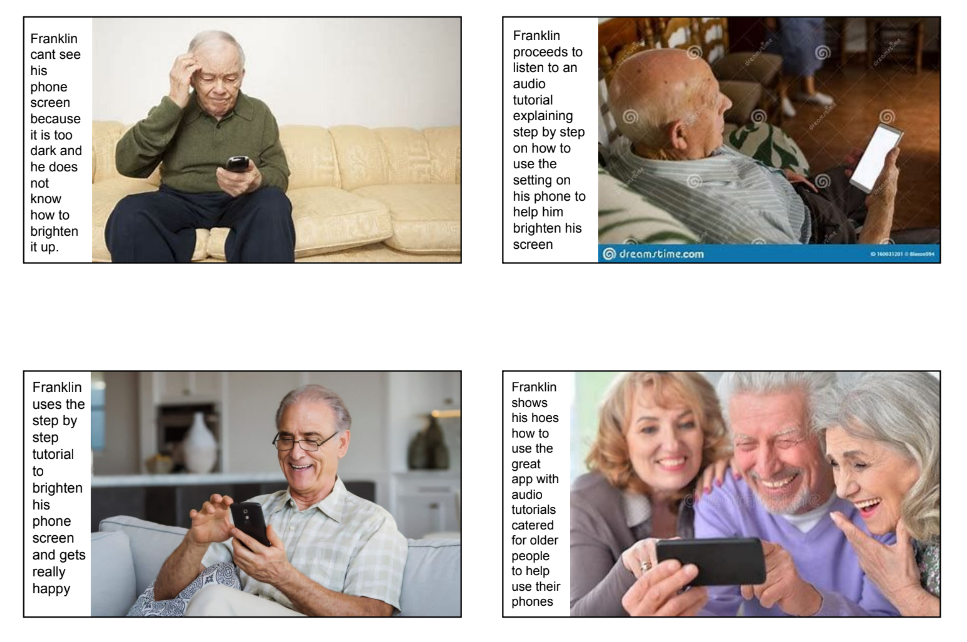 Franklin
cant see
his
phone
screen
because
it is too
dark and
he does
not
know
how to
brighten
it up.
Franklin
proceeds to
listen to an
audio
tutorial
explaining
step by step
on how to
use the
setting on
his phone to
help him
brighten his
screen
dreamstime.com
Franklin
uses the
step by
step
tutorial
to
brighten
his
phone
screen
and gets
really
happy
Franklin
shows
his hoes
how to
use the
great
app with
audio
tutorials
catered
for older
people
to help
use their
phones